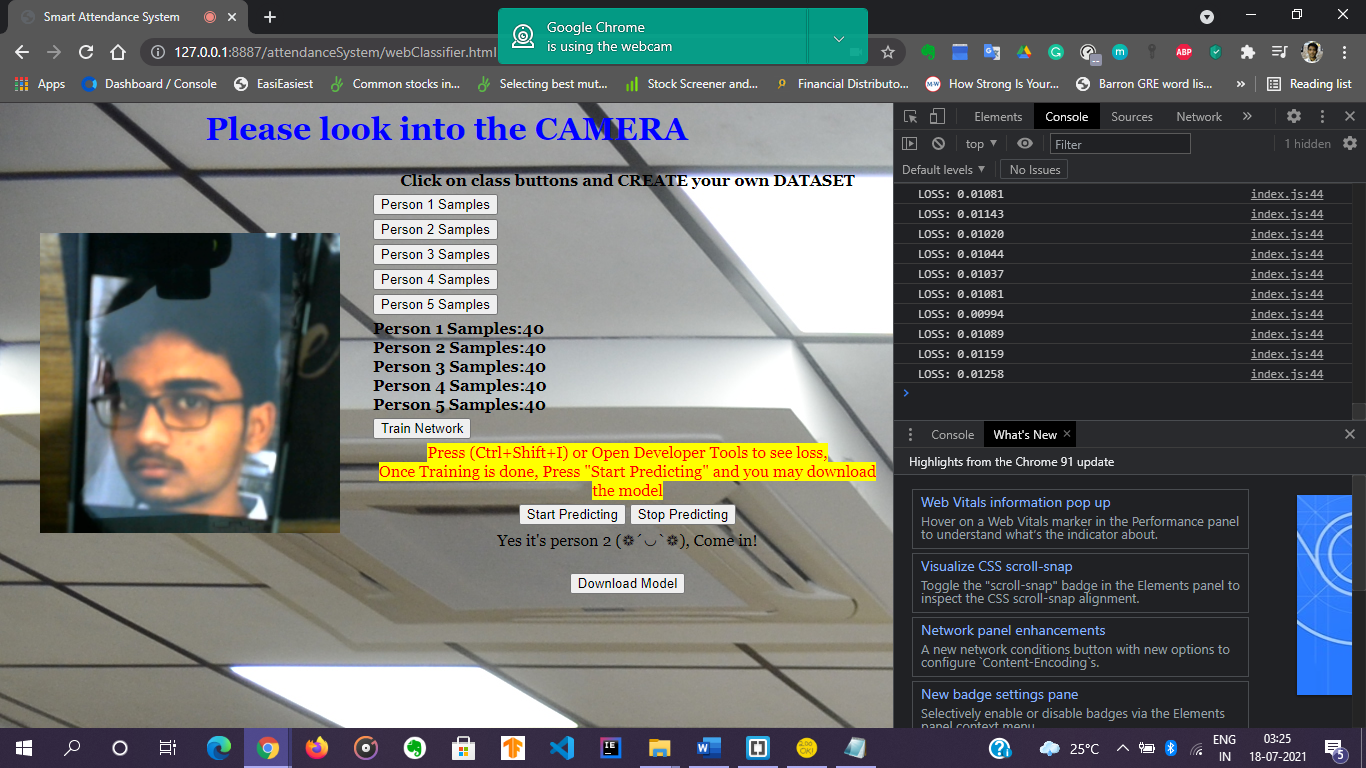 Smart Attendance System
Google Chrome
is using the webcam
127.0.0.1:8887/attendanceSystem/webClassifier.html
ABP
Apps
Dashboard / Console
EasiEasiest
Common stocks in...
Selecting best mut...
Stock Screener and...
Financial Distributo...
How Strong Is Your...
Barron GRE word lis...
»
Reading list
Please look into the CAMERA
Click on class buttons and CREATE your own DATASET
Person 1 Samples
Person 2 Samples
Person 3 Samples
Person 4 Samples
Person 5 Samples
Person 1 Samples:40
Person 2 Samples:40
Person 3 Samples:40
Person 4 Samples:40
Person 5 Samples:40
Train Network
Press (Ctrl+Shift+I) or Open Developer Tools to see loss,
Once Training is done, Press "Start Predicting" and you may download
the model
Start Predicting Stop Predicting
Yes it's person 2 (❁´◡`❁), Come in!
Download Model
Elements Console Sources Network »
top Filter 1 hidden
Default levels No Issues
LOSS: 0.01081 index.js:44
LOSS: 0.01143 index.js:44
LOSS: 0.01020 index.js:44
LOSS: 0.01044 index.js:44
LOSS: 0.01037 index.js:44
LOSS: 0.01081 index.js:44
LOSS: 0.00994 index.js:44
LOSS: 0.01089 index.js:44
LOSS: 0.01159 index.js:44
LOSS: 0.01258 index.js:44
Console What's New
Highlights from the Chrome 91 update
Web Vitals information pop up
Hover on a Web Vitals marker in the Performance panel
to understand what's the indicator about.
Visualize CSS scroll-snap
Toggle the "scroll-snap" badge in the Elements panel to
inspect the CSS scroll-snap alignment.
Network panel enhancements
A new network conditions button with new options to
configure `Content-Encoding`s.
New badge settings pane
Selectively enable or disable badges via the Elements
panel context menu.
25°C
ENG
IN
03:25
18-07-2021
5